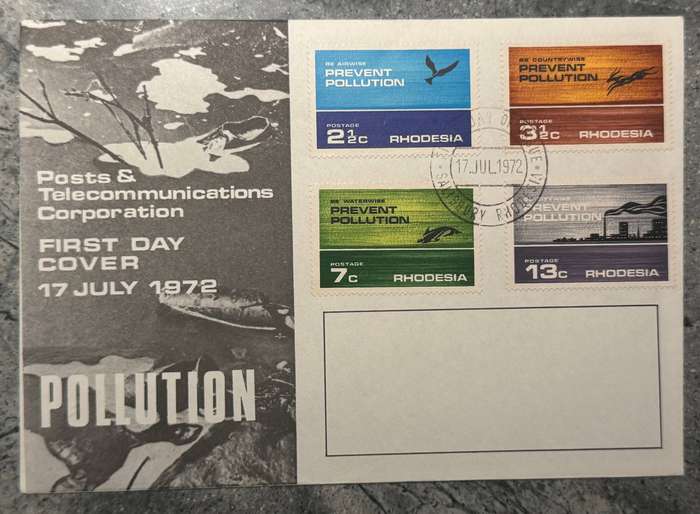 Posts &
Telecommunications
Corporation
FIRST DAY
COVER
17 JULY 1972
POLLUTION
BE AIRWISE
PREVENT
POLLUTION
POSTAGE
2½c RHODESIA
BE COUNTRYWISE
PREVENT
POLLUTION
POSTAGE
3½c RHODESIA
BE WATERWISE
PREVENT
POLLUTION
POSTAGE
7c RHODESIA
PREVENT
POLLUTION
POSTAGE
13c RHODESIA
17.JUL.1972